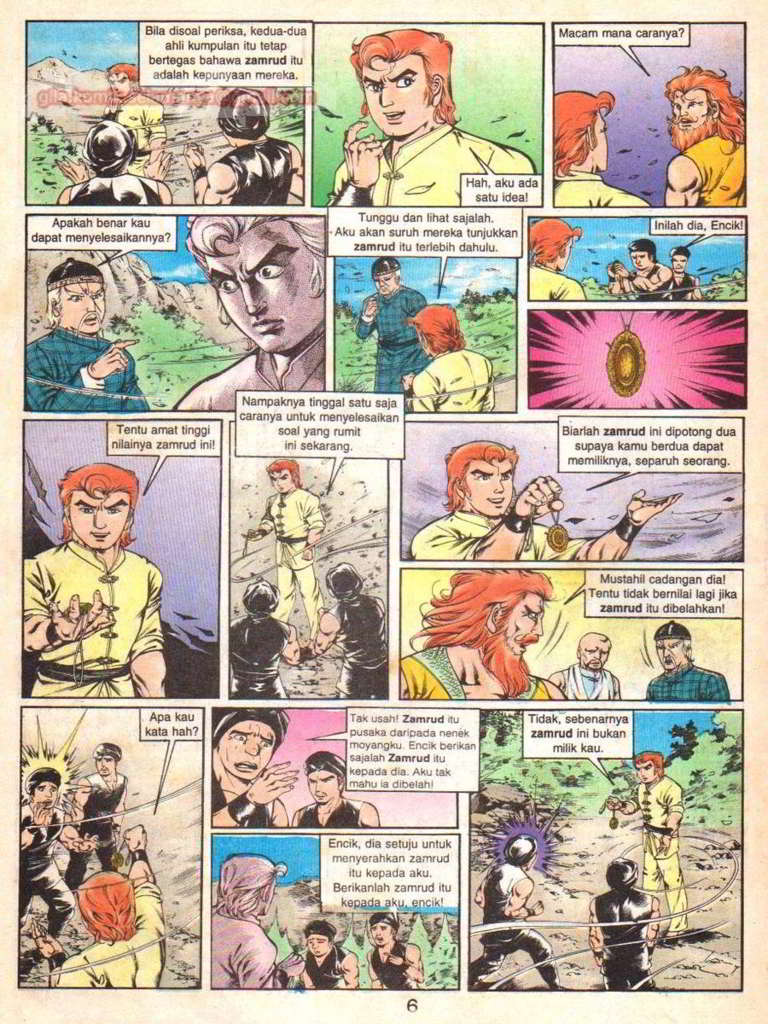 Bila disoal periksa, kedua-dua
ahli kumpulan itu tetap
bertegas bahawa zamrud itu
adalah kepunyaan mereka.
Hah, aku ada
satu idea!
Macam mana caranya?
Apakah benar kau
dapat menyelesaikannya?
Tunggu dan lihat sajalah.
Aku akan suruh mereka tunjukkan
zamrud itu terlebih dahulu.
Inilah dia, Encik!
Tentu amat tinggi
nilainya zamrud ini!
Nampaknya tinggal satu saja
caranya untuk menyelesaikan
soal yang rumit
ini sekarang.
Biarlah zamrud ini dipotong dua
supaya kamu berdua dapat
memiliknya, separuh seorang.
Mustahil cadangan dia!
Tentu tidak bernilai lagi jika
zamrud itu dibelahkan!
Apa kau
kata hah?
Tak usah! Zamrud itu
pusaka daripada nenek
moyangku. Encik berikan
sajalah Zamrud itu
kepada dia. Aku tak
mahu ia dibelah!
Encik, dia setuju untuk
menyerahkan zamrud
itu kepada aku.
Berikanlah zamrud itu
kepada aku, encik!
Tidak, sebenarnya
zamrud ini bukan
milik kau.
6